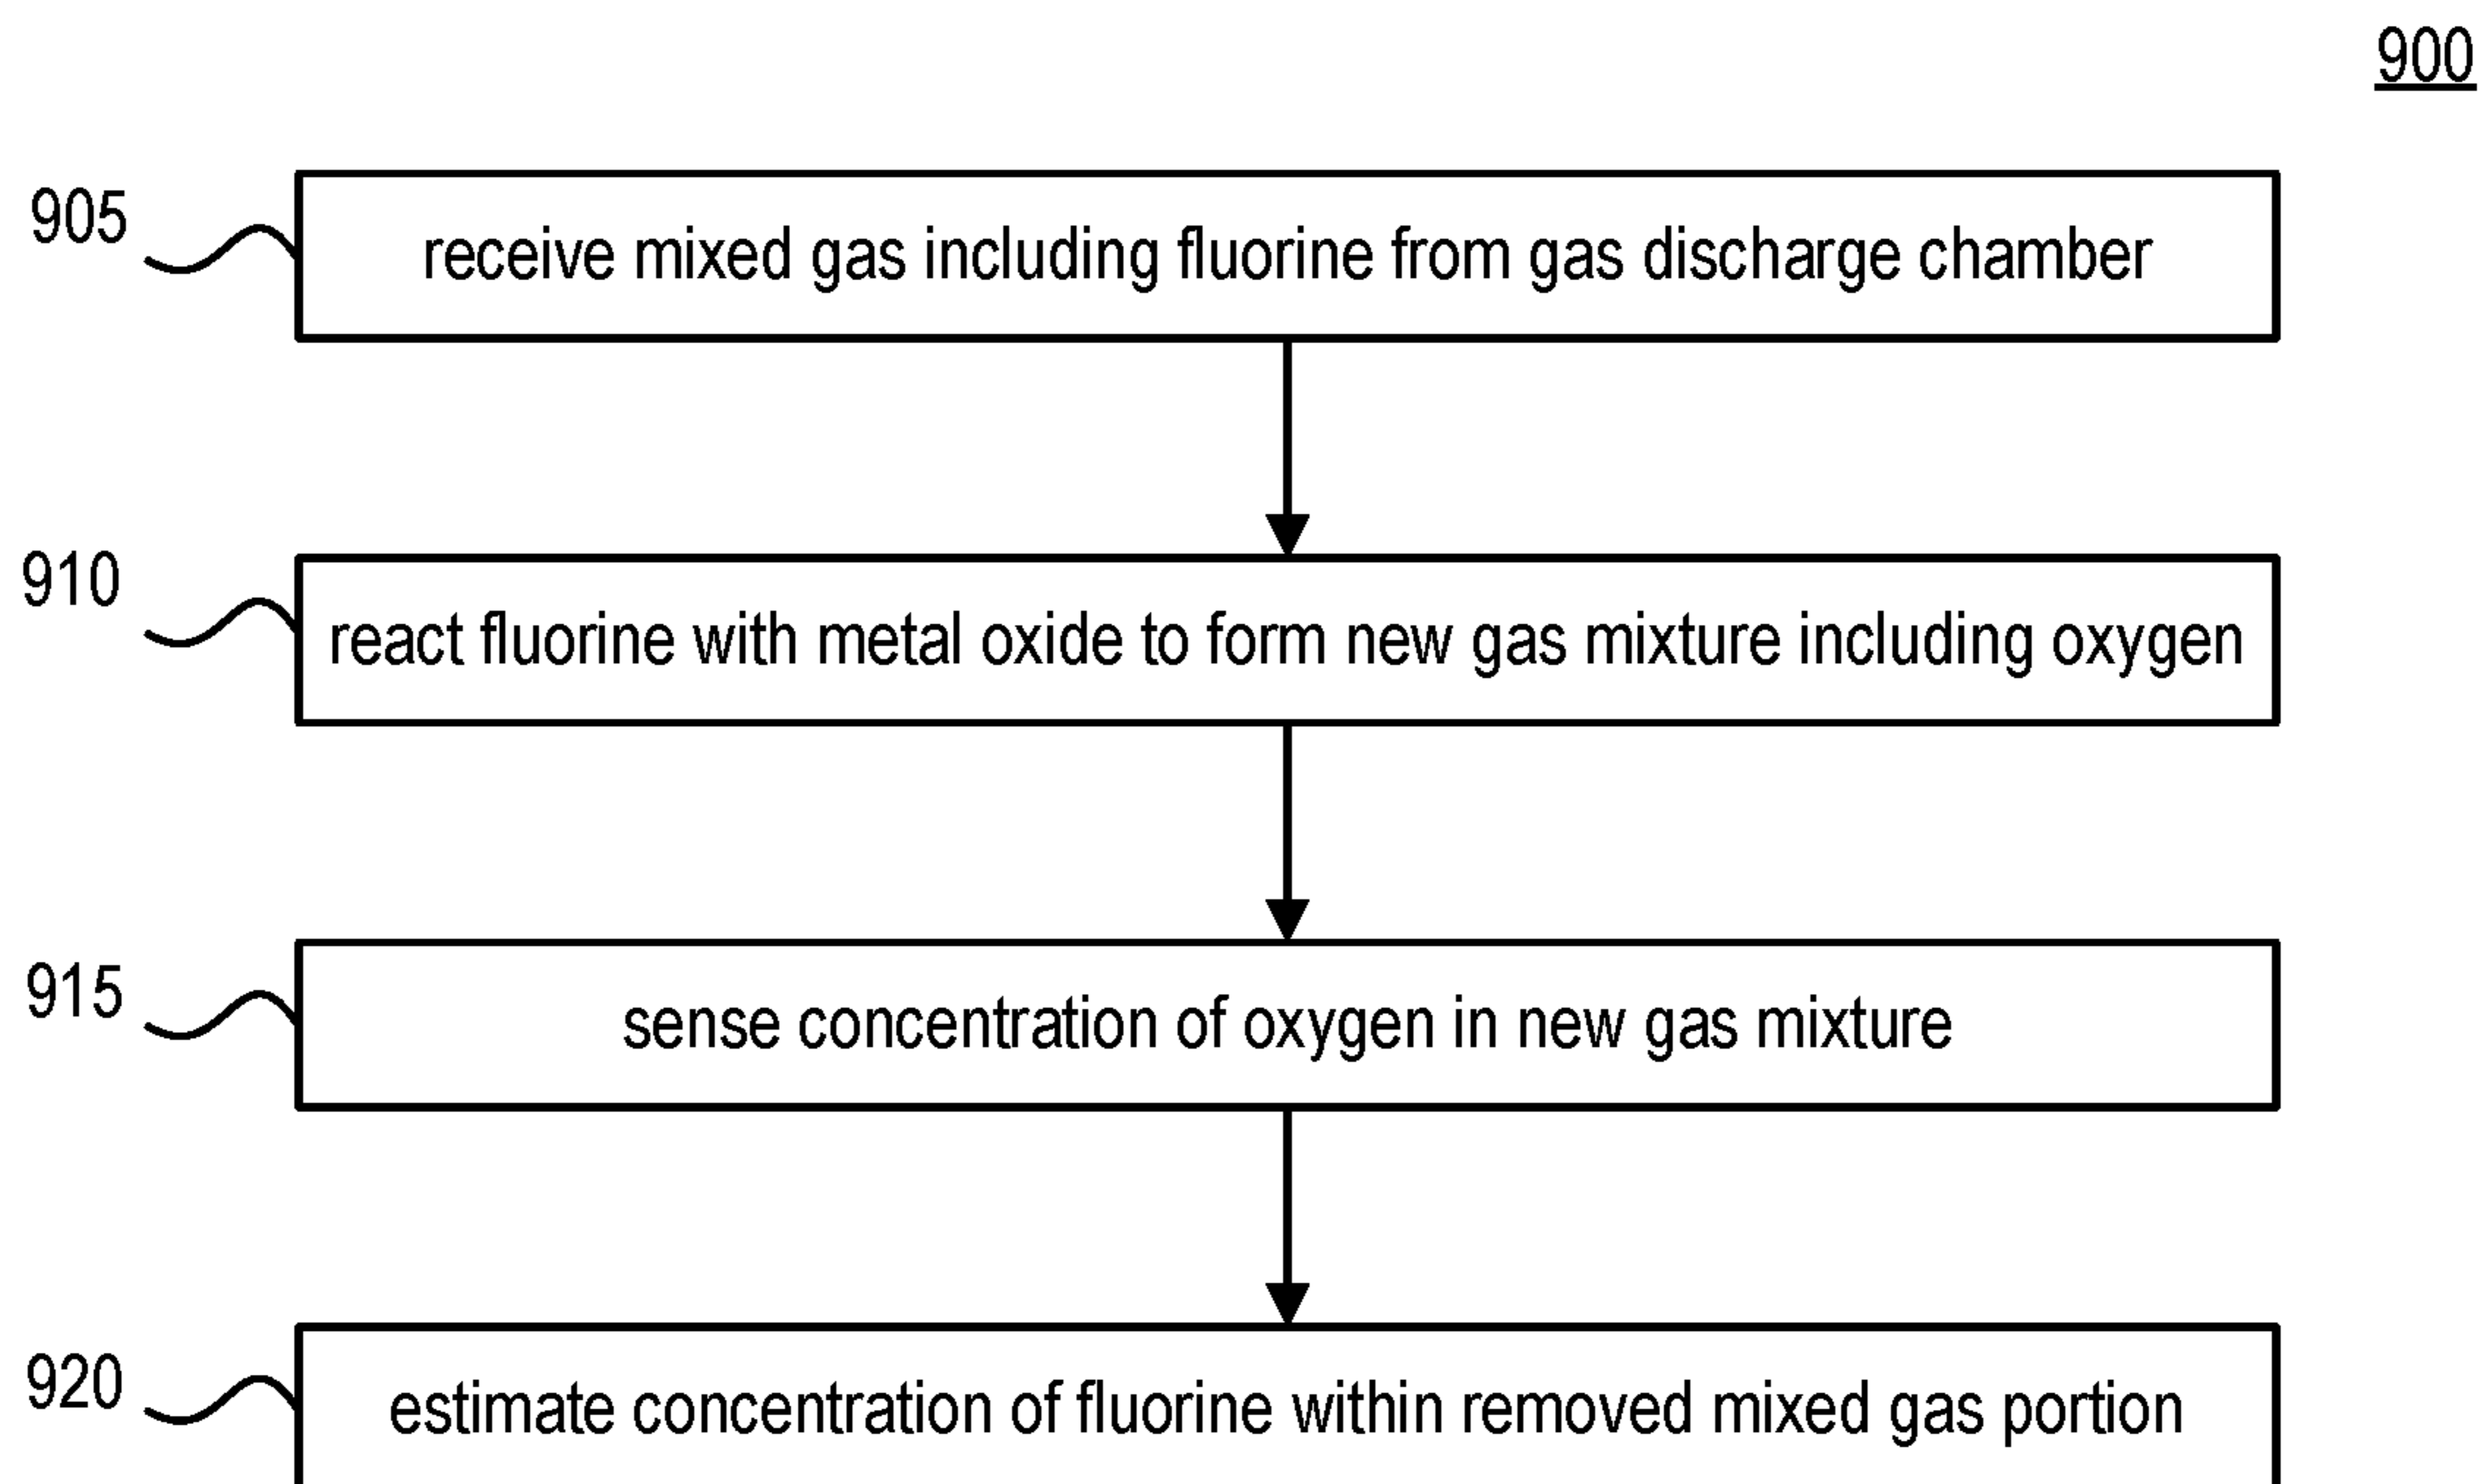 900
905
receive mixed gas including fluorine from gas discharge chamber
910
react fluorine with metal oxide to form new gas mixture including oxygen
915
sense concentration of oxygen in new gas mixture
920
estimate concentration of fluorine within removed mixed gas portion